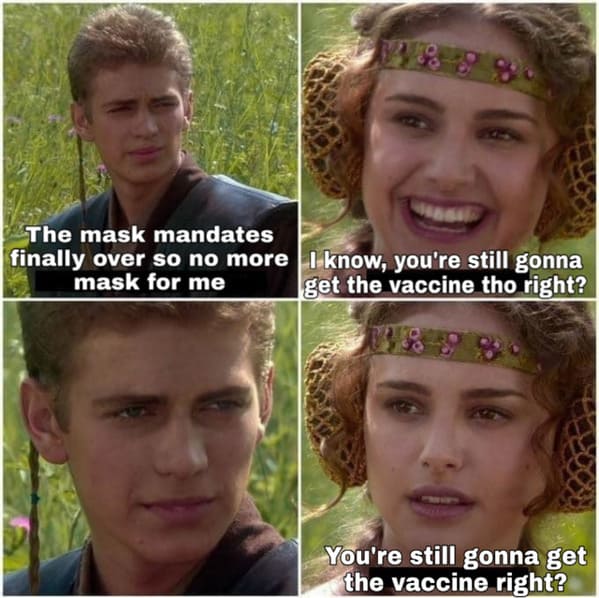 The mask mandates
finally over so no more
mask for me
I know, you're still gonna
get the vaccine tho right?
You're still gonna get
the vaccine right?